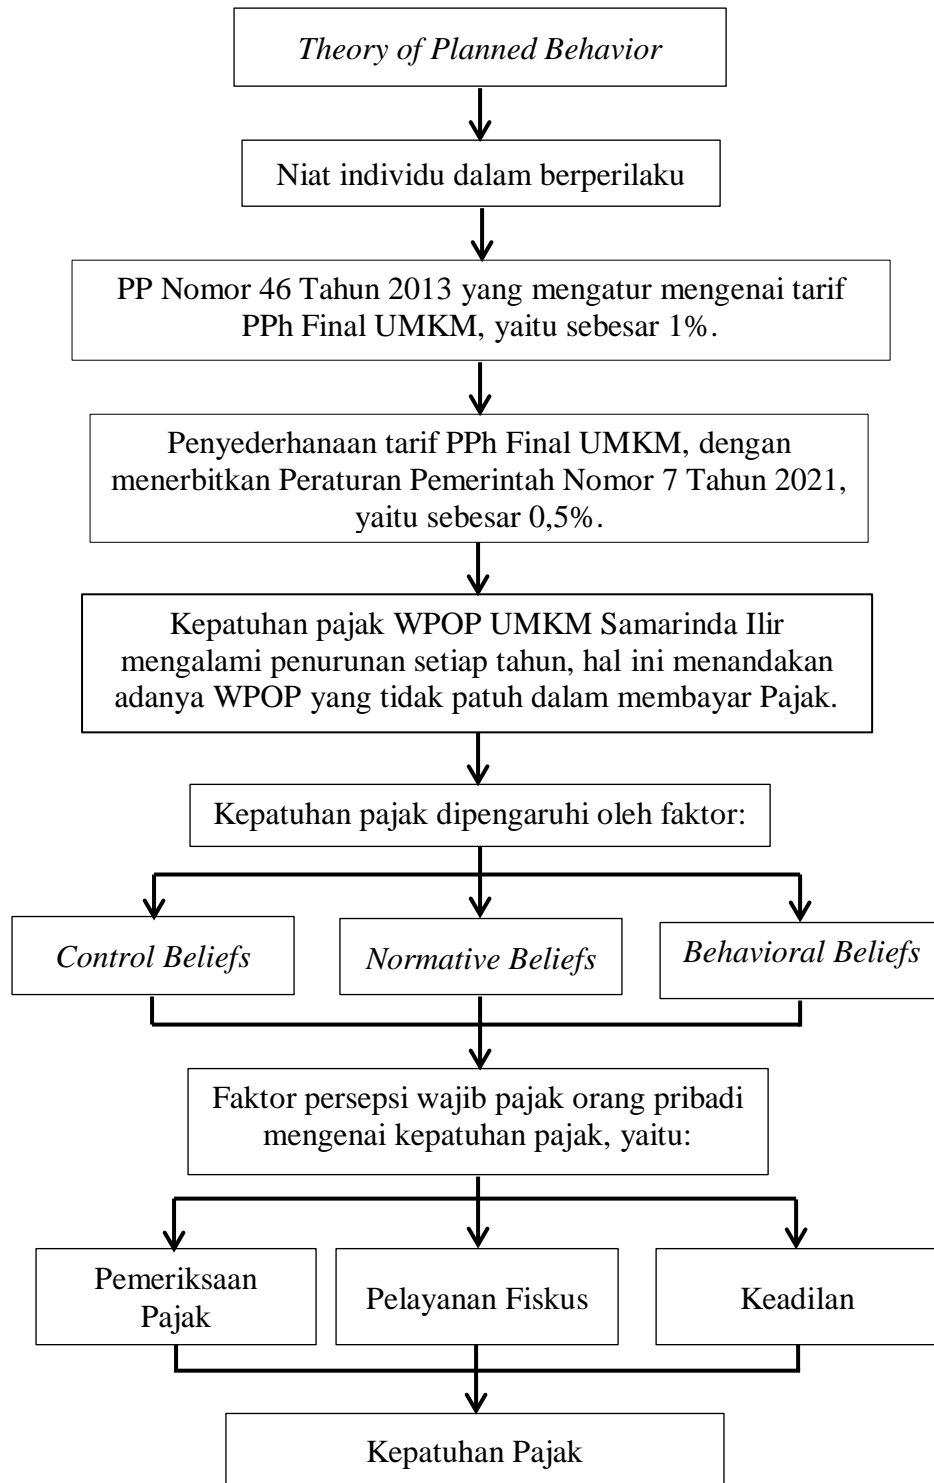 Theory of Planned Behavior
Niat individu dalam berperilaku
PP Nomor 46 Tahun 2013 yang mengatur mengenai tarif
PPh Final UMKM, yaitu sebesar 1%.
Penyederhanaan tarif PPh Final UMKM, dengan
menerbitkan Peraturan Pemerintah Nomor 7 Tahun 2021,
yaitu sebesar 0,5%.
Kepatuhan pajak WPOP UMKM Samarinda Ilir
mengalami penurunan setiap tahun, hal ini menandakan
adanya WPOP yang tidak patuh dalam membayar Pajak.
Kepatuhan pajak dipengaruhi oleh faktor:
Control Beliefs
Normative Beliefs
Behavioral Beliefs
Faktor persepsi wajib pajak orang pribadi
mengenai kepatuhan pajak, yaitu:
Pemeriksaan
Pajak
Pelayanan Fiskus
Keadilan
Kepatuhan Pajak